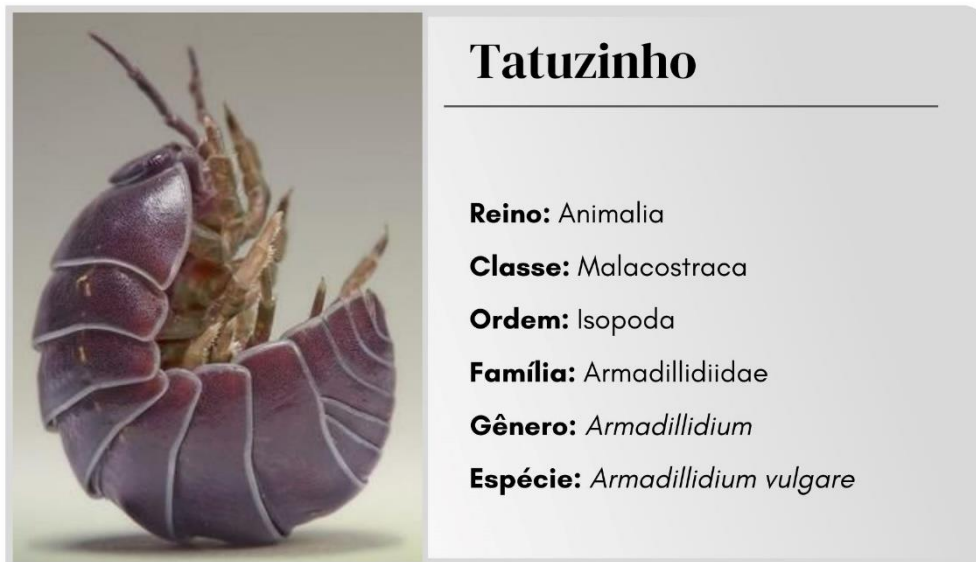 Tatuzinho
Reino: Animalia
Classe: Malacostraca
Ordem: Isopoda
Família: Armadillidiidae
Gênero: Armadillidium
Espécie: Armadillidium vulgare